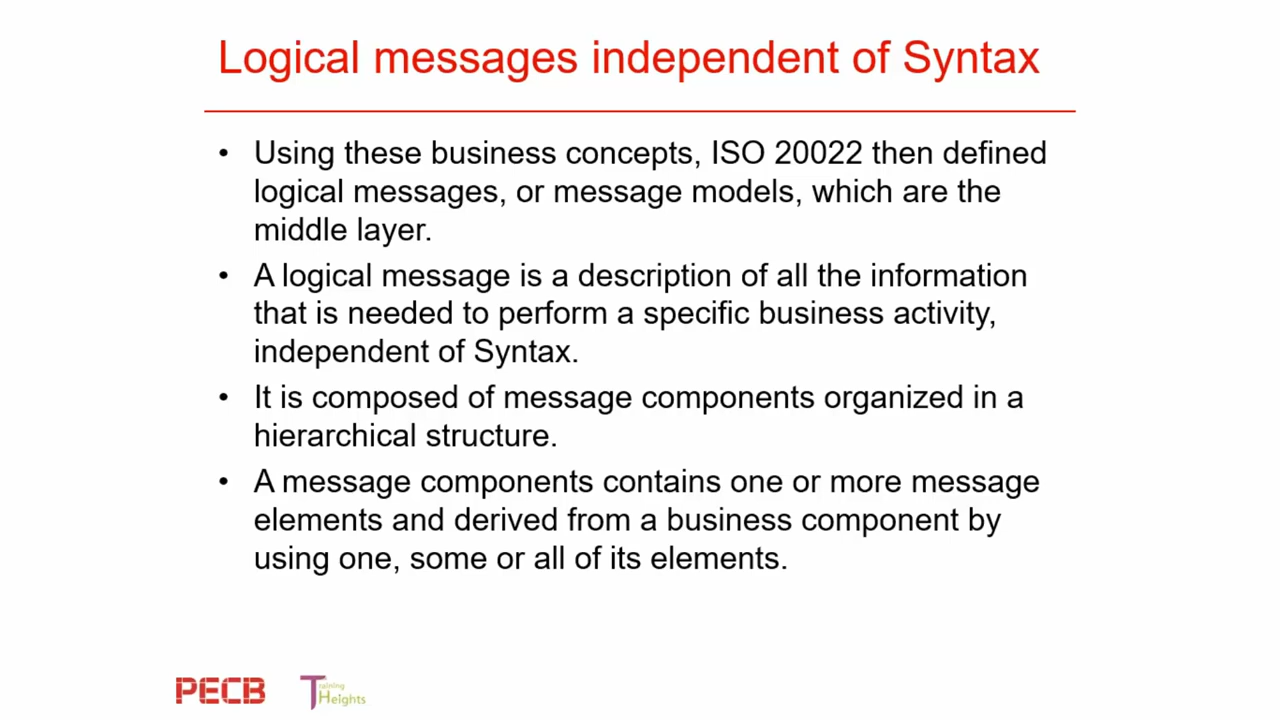 Logical messages independent of Syntax
• Using these business concepts, ISO 20022 then defined
logical messages, or message models, which are the
middle layer.
• A logical message is a description of all the information
that is needed to perform a specific business activity,
independent of Syntax.
• It is composed of message components organized in a
hierarchical structure.
• A message components contains one or more message
elements and derived from a business component by
using one, some or all of its elements.
PECB
Training
Heights